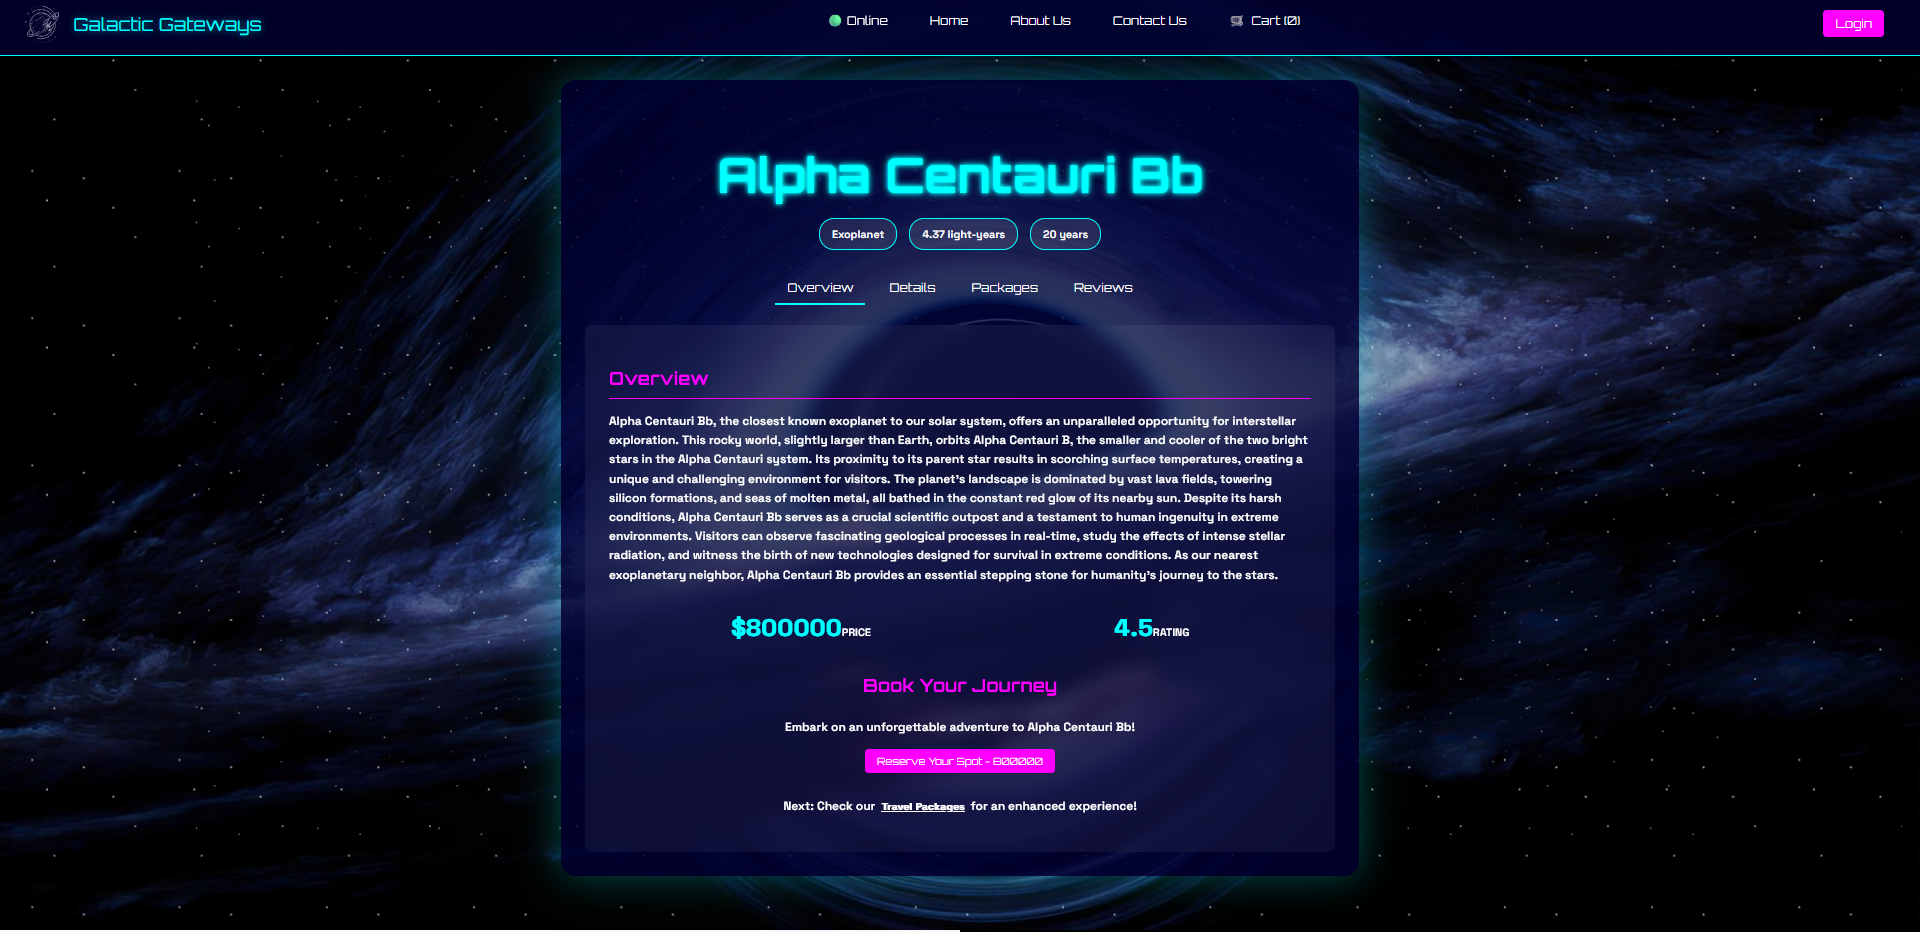 Galactic Gateways
Online Home About Us Contact Us Cart (0)
Login
Alpha Centauri Bb
Exoplanet 4.37 light-years 20 years
Overview Details Packages Reviews
Overview
Alpha Centauri Bb, the closest known exoplanet to our solar system, offers an unparalleled opportunity for interstellar
exploration. This rocky world, slightly larger than Earth, orbits Alpha Centauri B, the smaller and cooler of the two bright
stars in the Alpha Centauri system. Its proximity to its parent star results in scorching surface temperatures, creating a
unique and challenging environment for visitors. The planet's landscape is dominated by vast lava fields, towering
silicon formations, and seas of molten metal, all bathed in the constant red glow of its nearby sun. Despite its harsh
conditions, Alpha Centauri Bb serves as a crucial scientific outpost and a testament to human ingenuity in extreme
environments. Visitors can observe fascinating geological processes in real-time, study the effects of intense stellar
radiation, and witness the birth of new technologies designed for survival in extreme conditions. As our nearest
exoplanetary neighbor, Alpha Centauri Bb provides an essential stepping stone for humanity's journey to the stars.
$800000PRICE 4.5RATING
Book Your Journey
Embark on an unforgettable adventure to Alpha Centauri Bb!
Reserve Your Spot - 800000
Next: Check our Travel Packages for an enhanced experience!